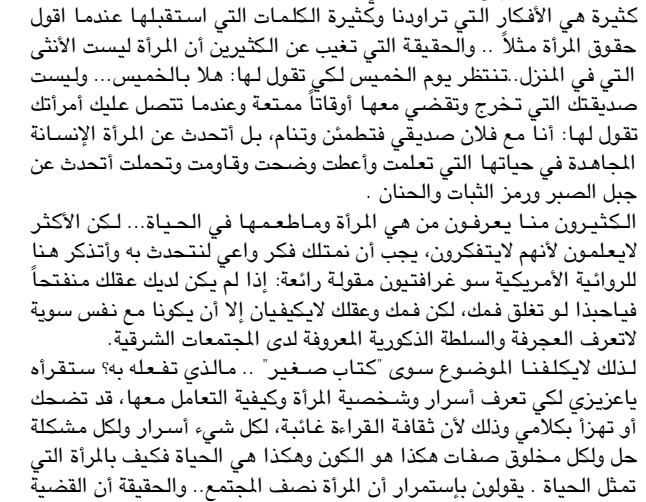 كثيرة هي الأفكار التي تراودنا وكثيرة الكلمات التي استقبلها عندما اقول
حقوق المرأة مثلاً .. والحقيقة التي تغيب عن الكثيرين أن المرأة ليست الأنثى
التي في المنزل..تنتظر يوم الخميس لكي تقول لها: هلا بالخميس... وليست
صديقتك التي تخرج وتقضي معها أوقاتاً ممتعة وعندما تتصل عليك أمرأتك
تقول لها: أنا مع فلان صديقي فتطمئن وتنام، بل أتحدث عن المرأة الإنسانة
المجاهدة في حياتها التي تعلمت وأعطت وضحت وقاومت وتحملت أتحدث عن
جبل الصبر ورمز الثبات والحنان .
الكثيرون منا يعرفون من هي المرأة وماطعمها في الحياة... لكن الأكثر
لايعلمون لأنهم لايتفكرون، يجب أن نمتلك فكر واعي لنتحدث به وأتذكر هنا
للروائية الأمريكية سو غرافتيون مقولة رائعة: إذا لم يكن لديك عقلك منفتحاً
فياحبذا لو تغلق فمك، لكن فمك وعقلك لايكيفيان إلا أن يكونا مع نفس سوية
لاتعرف العجرفة والسلطة الذكورية المعروفة لدى المجتمعات الشرقية.
لذلك لايكلفنا الموضوع سوى "كتاب صغير" .. مالذي تفعله به؟ ستقرأه
ياعزيزي لكي تعرف أسرار وشخصية المرأة وكيفية التعامل معها، قد تضحك
أو تهزأ بكلامي وذلك لأن ثقافة القراءة غائبة، لكل شيء أسرار ولكل مشكلة
حل ولكل مخلوق صفات هكذا هو الكون وهكذا هي الحياة فكيف بالمرأة التي
تمثل الحياة . يقولون بإستمرار أن المرأة نصف المجتمع.. والحقيقة أن القضية